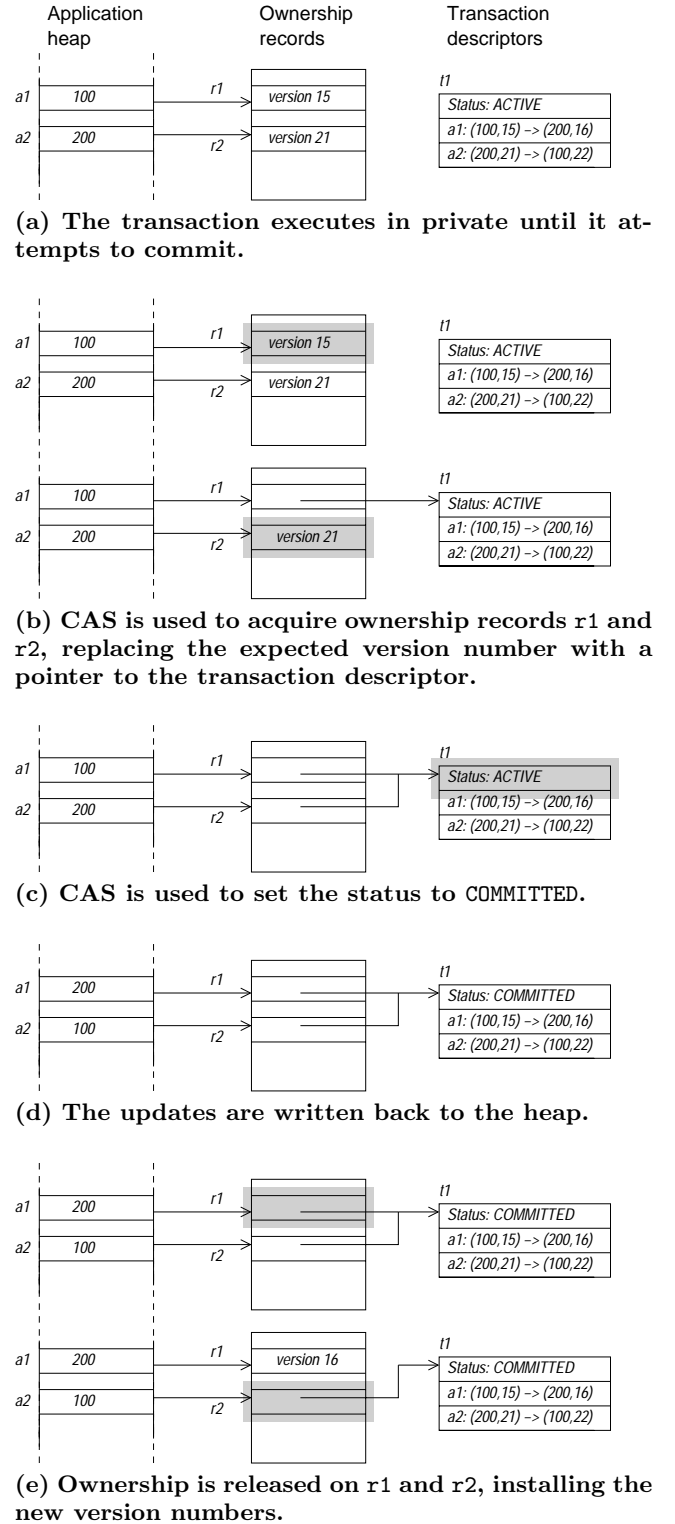 Application heap
Ownership records
Transaction descriptors
t1
a1 100 r1 version 15 Status: ACTIVE
a1: (100,15) –> (200,16)
a2 200 r2 version 21 a2: (200,21) –> (100,22)
(a) The transaction executes in private until it at-
tempts to commit.
t1
a1 100 r1 version 15 Status: ACTIVE
a1: (100,15) –> (200,16)
a2 200 r2 version 21 a2: (200,21) –> (100,22)
t1
a1 100 r1 Status: ACTIVE
a1: (100,15) –> (200,16)
a2 200 r2 version 21 a2: (200,21) –> (100,22)
(b) CAS is used to acquire ownership records r1 and
r2, replacing the expected version number with a
pointer to the transaction descriptor.
t1
a1 100 r1 Status: ACTIVE
a1: (100,15) –> (200,16)
a2 200 r2 a2: (200,21) –> (100,22)
(c) CAS is used to set the status to COMMITTED.
t1
a1 200 r1 Status: COMMITTED
a1: (100,15) –> (200,16)
a2 100 r2 a2: (200,21) –> (100,22)
(d) The updates are written back to the heap.
t1
a1 200 r1 Status: COMMITTED
a1: (100,15) –> (200,16)
a2 100 r2 a2: (200,21) –> (100,22)
t1
a1 200 r1 version 16 Status: COMMITTED
a1: (100,15) –> (200,16)
a2 100 r2 a2: (200,21) –> (100,22)
(e) Ownership is released on r1 and r2, installing the
new version numbers.